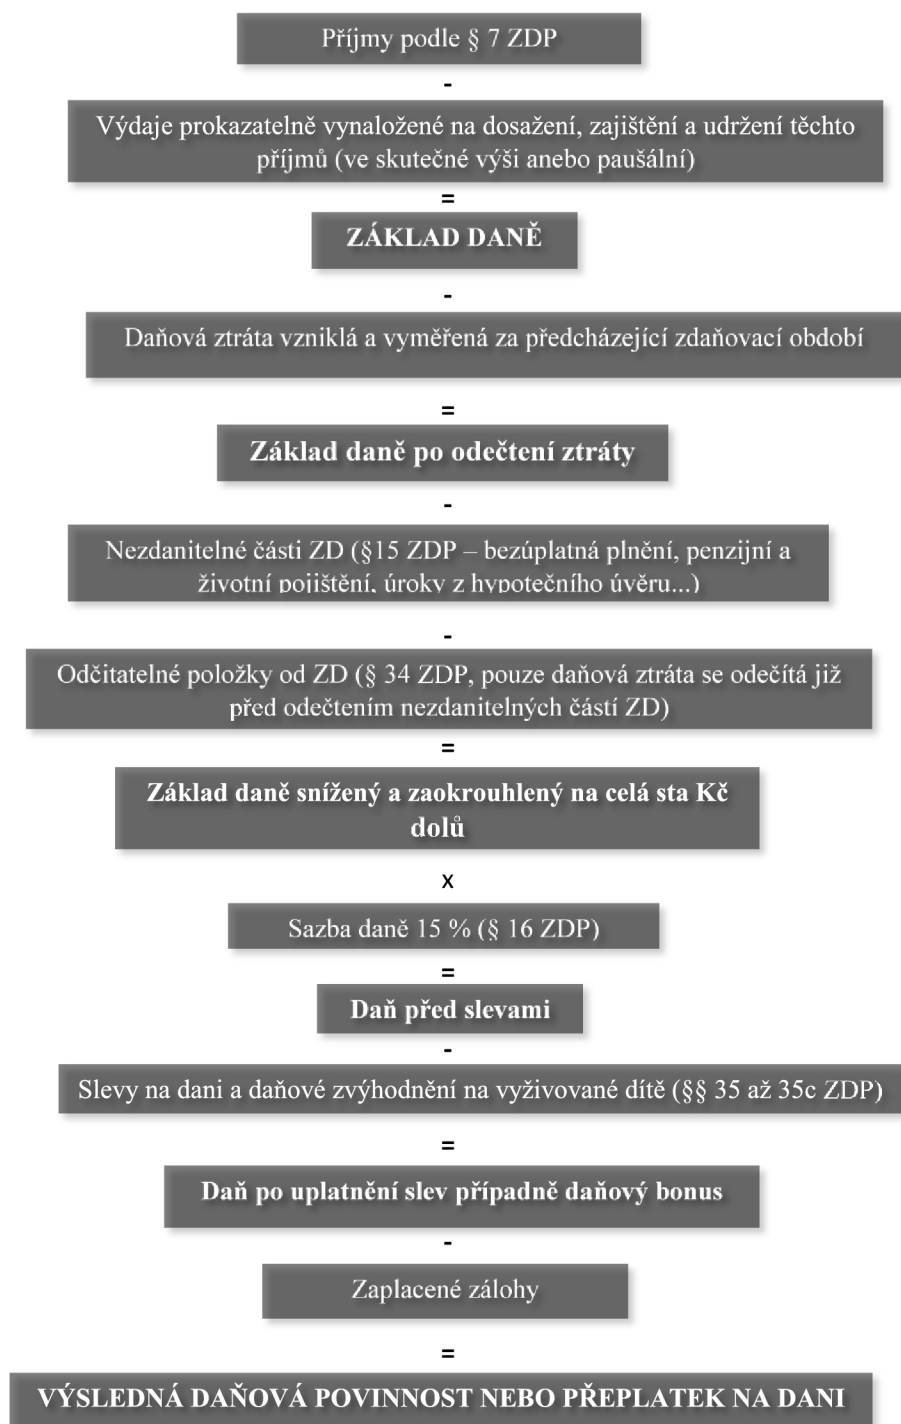 Příjmy podle § 7 ZDP
-
Výdaje prokazatelně vynaložené na dosažení, zajištění a udržení těchto
příjmů (ve skutečné výši anebo paušální)
=
ZÁKLAD DANĚ
-
Daňová ztráta vzniklá a vyměřená za předcházející zdaňovací období
=
Základ daně po odečtení ztráty
-
Nezdanitelné části ZD (§15 ZDP – bezúplatná plnění, penzijní a
životní pojištění, úroky z hypotečního úvěru...)
-
Odčitatelné položky od ZD (§ 34 ZDP, pouze daňová ztráta se odečítá již
před odečtením nezdanitelných částí ZD)
=
Základ daně snížený a zaokrouhlený na celá sta Kč
dolů
x
Sazba daně 15 % (§ 16 ZDP)
=
Daň před slevami
-
Slevy na dani a daňové zvýhodnění na vyživované dítě (§§ 35 až 35c ZDP)
=
Daň po uplatnění slev případně daňový bonus
-
Zaplacené zálohy
=
VÝSLEDNÁ DAŇOVÁ POVINNOST NEBO PŘEPLATEK NA DANI